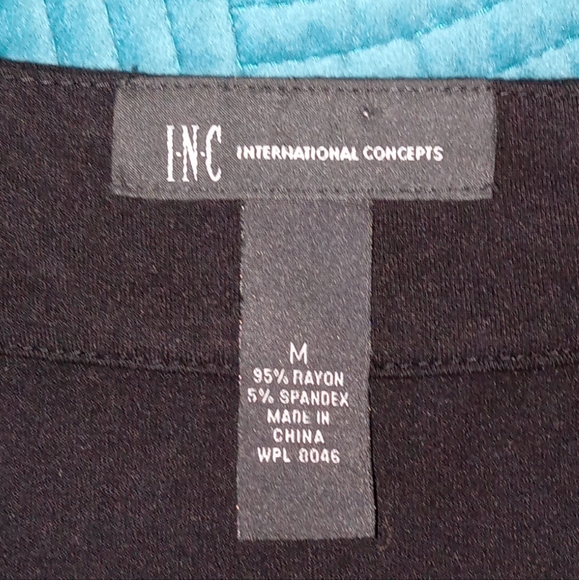 I·N·C INTERNATIONAL CONCEPTS
M
95% RAYON
5% SPANDEX
MADE IN
CHINA
WPL 8046